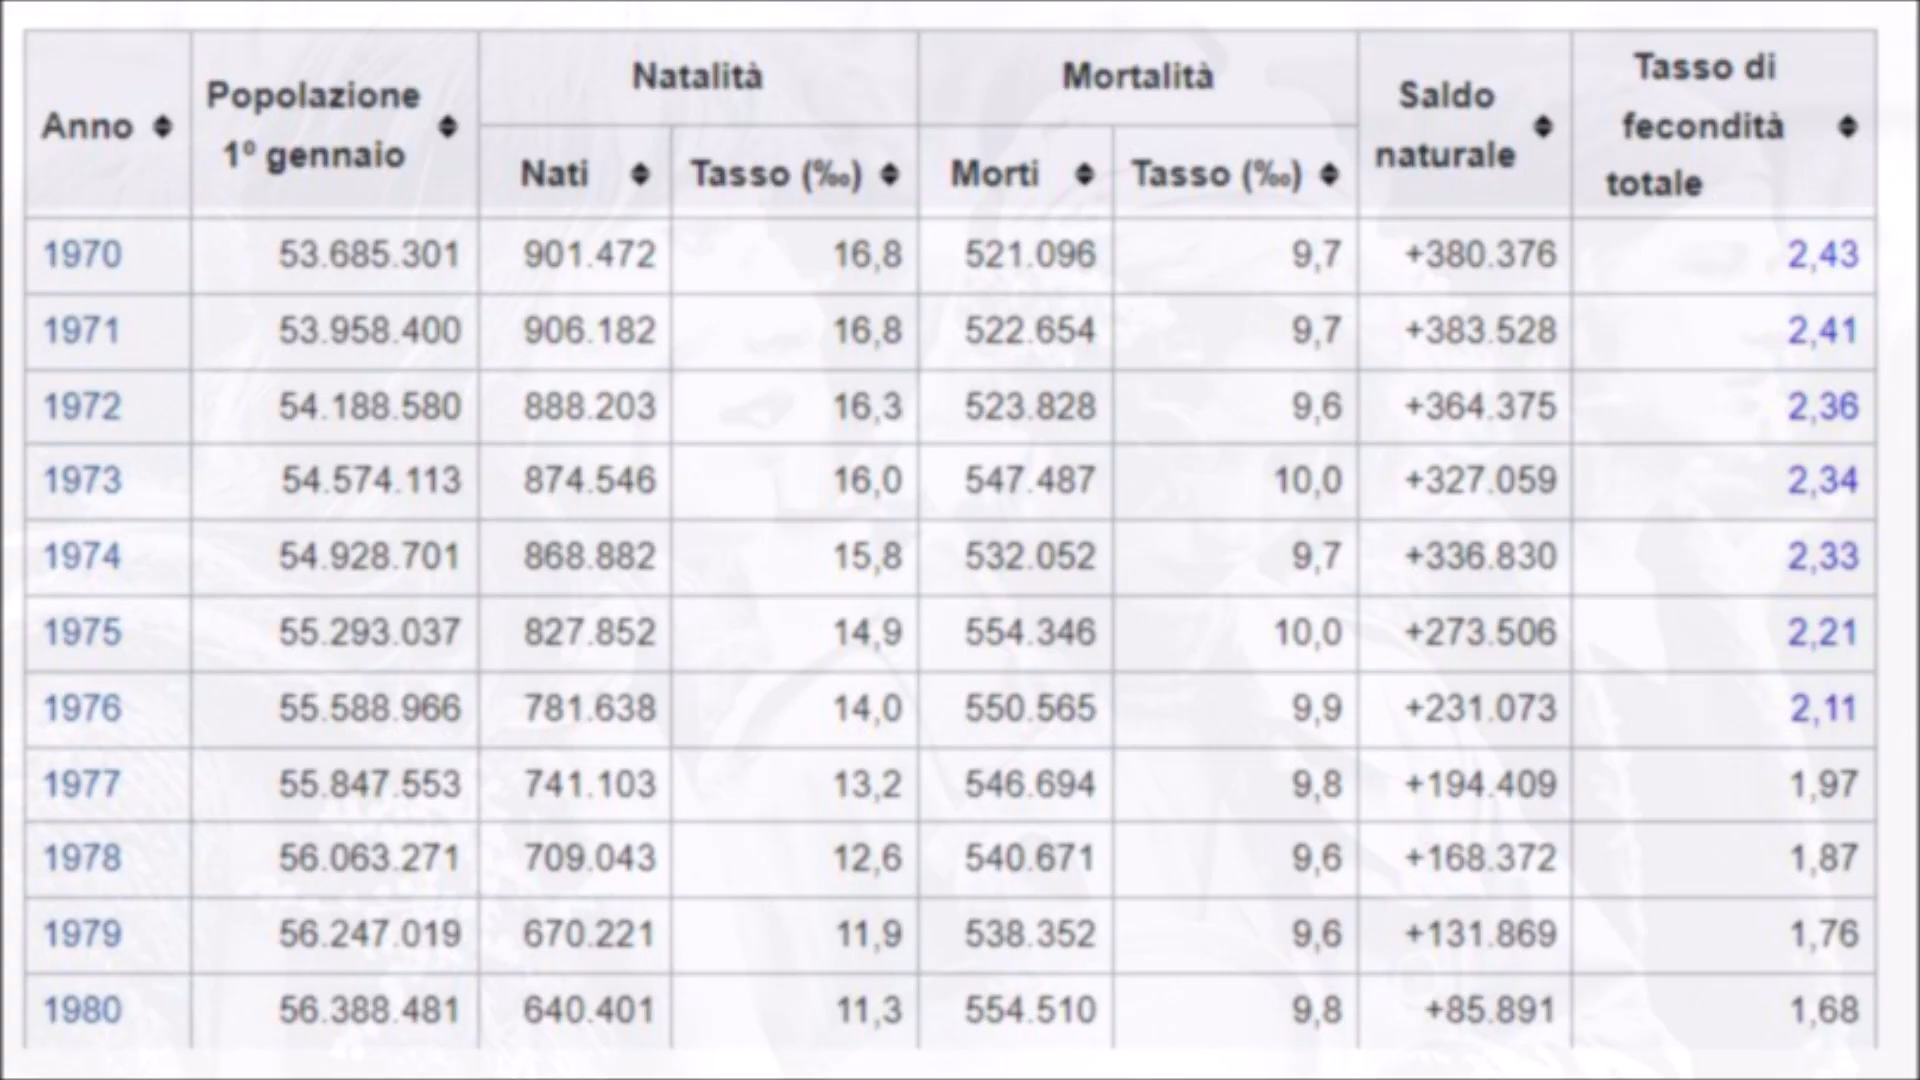 Anno Popolazione 1º gennaio Natalità Mortalità Saldo naturale Tasso di fecondità totale
Nati Tasso (‰) Morti Tasso (‰)
1970 53.685.301 901.472 16,8 521.096 9,7 +380.376 2,43
1971 53.958.400 906.182 16,8 522.654 9,7 +383.528 2,41
1972 54.188.580 888.203 16,3 523.828 9,6 +364.375 2,36
1973 54.574.113 874.546 16,0 547.487 10,0 +327.059 2,34
1974 54.928.701 868.882 15,8 532.052 9,7 +336.830 2,33
1975 55.293.037 827.852 14,9 554.346 10,0 +273.506 2,21
1976 55.588.966 781.638 14,0 550.565 9,9 +231.073 2,11
1977 55.847.553 741.103 13,2 546.694 9,8 +194.409 1,97
1978 56.063.271 709.043 12,6 540.671 9,6 +168.372 1,87
1979 56.247.019 670.221 11,9 538.352 9,6 +131.869 1,76
1980 56.388.481 640.401 11,3 554.510 9,8 +85.891 1,68